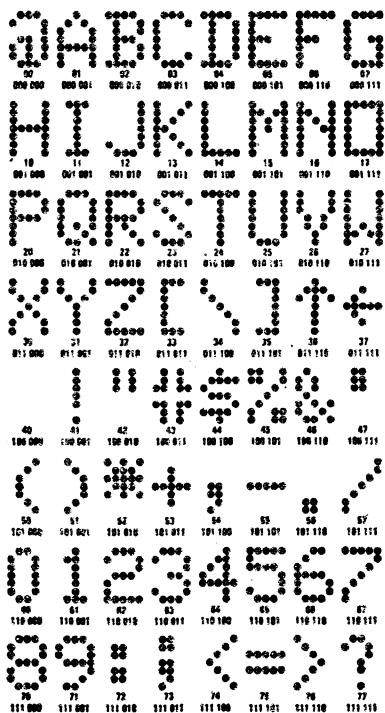 @ A B C D E F G
00 01 02 03 04 05 06 07
000 000 000 001 000 010 000 011 000 100 000 101 000 110 000 111
H I J K L M N O
10 11 12 13 14 15 16 17
001 000 001 001 001 010 001 011 001 100 001 101 001 110 001 111
P Q R S T U V W
20 21 22 23 24 25 26 27
010 000 010 001 010 010 010 011 010 100 010 101 010 110 010 111
X Y Z [ \ ] ↑ ←
30 31 32 33 34 35 36 37
011 000 011 001 011 010 011 011 011 100 011 101 011 110 011 111
! " # $ % & '
40 41 42 43 44 45 46 47
100 000 100 001 100 010 100 011 100 100 100 101 100 110 100 111
( ) * + , - . /
50 51 52 53 54 55 56 57
101 000 101 001 101 010 101 011 101 100 101 101 101 110 101 111
0 1 2 3 4 5 6 7
60 61 62 63 64 65 66 67
110 000 110 001 110 010 110 011 110 100 110 101 110 110 110 111
8 9 : ; < = > ?
70 71 72 73 74 75 76 77
111 000 111 001 111 010 111 011 111 100 111 101 111 110 111 111